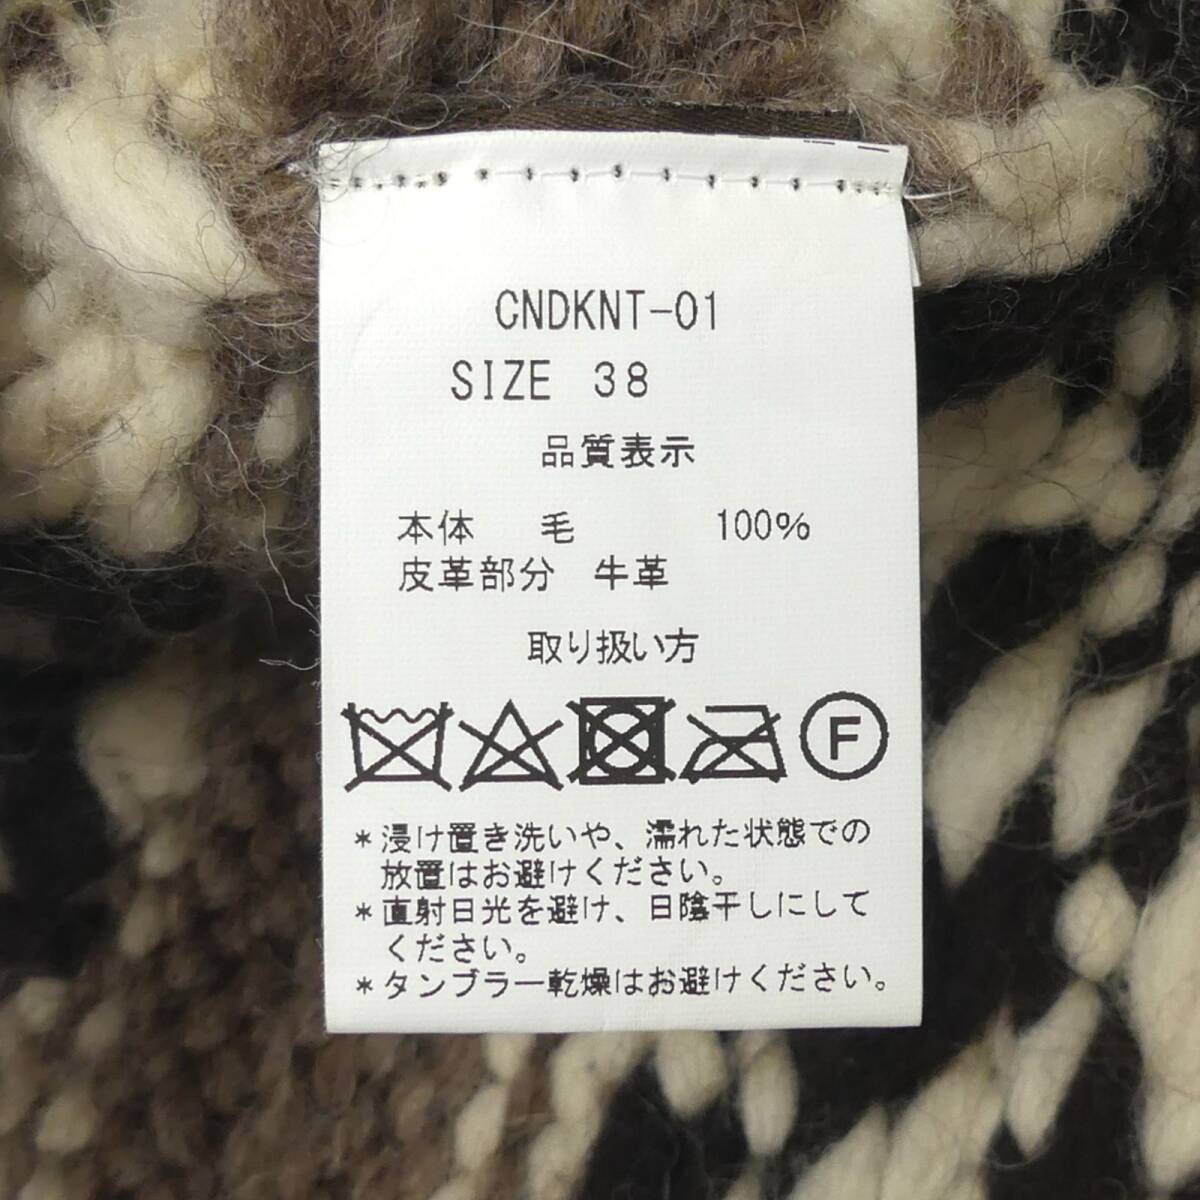 CNDKNT-01
SIZE 38
品質表示
本体 毛 100%
皮革部分 牛革
取り扱い方
F
*浸け置き洗いや、濡れた状態での
放置はお避けください。
*直射日光を避け、日陰干しにして
ください。
*タンブラー乾燥はお避けください。